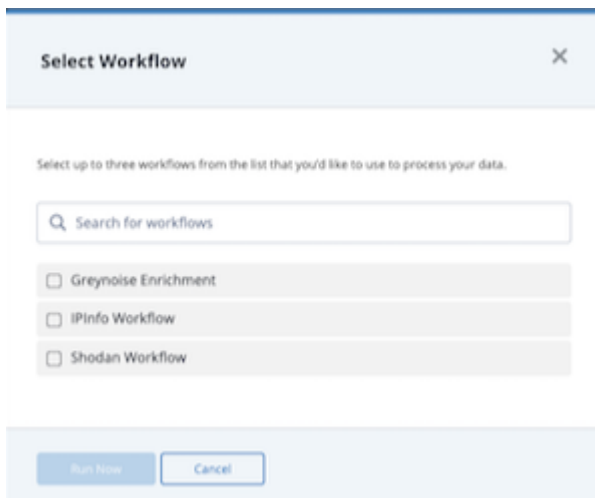 Select Workflow
Select up to three workflows from the list that you'd like to use to process your data.
Search for workflows
Greynoise Enrichment
IPInfo Workflow
Shodan Workflow
Run Now Cancel